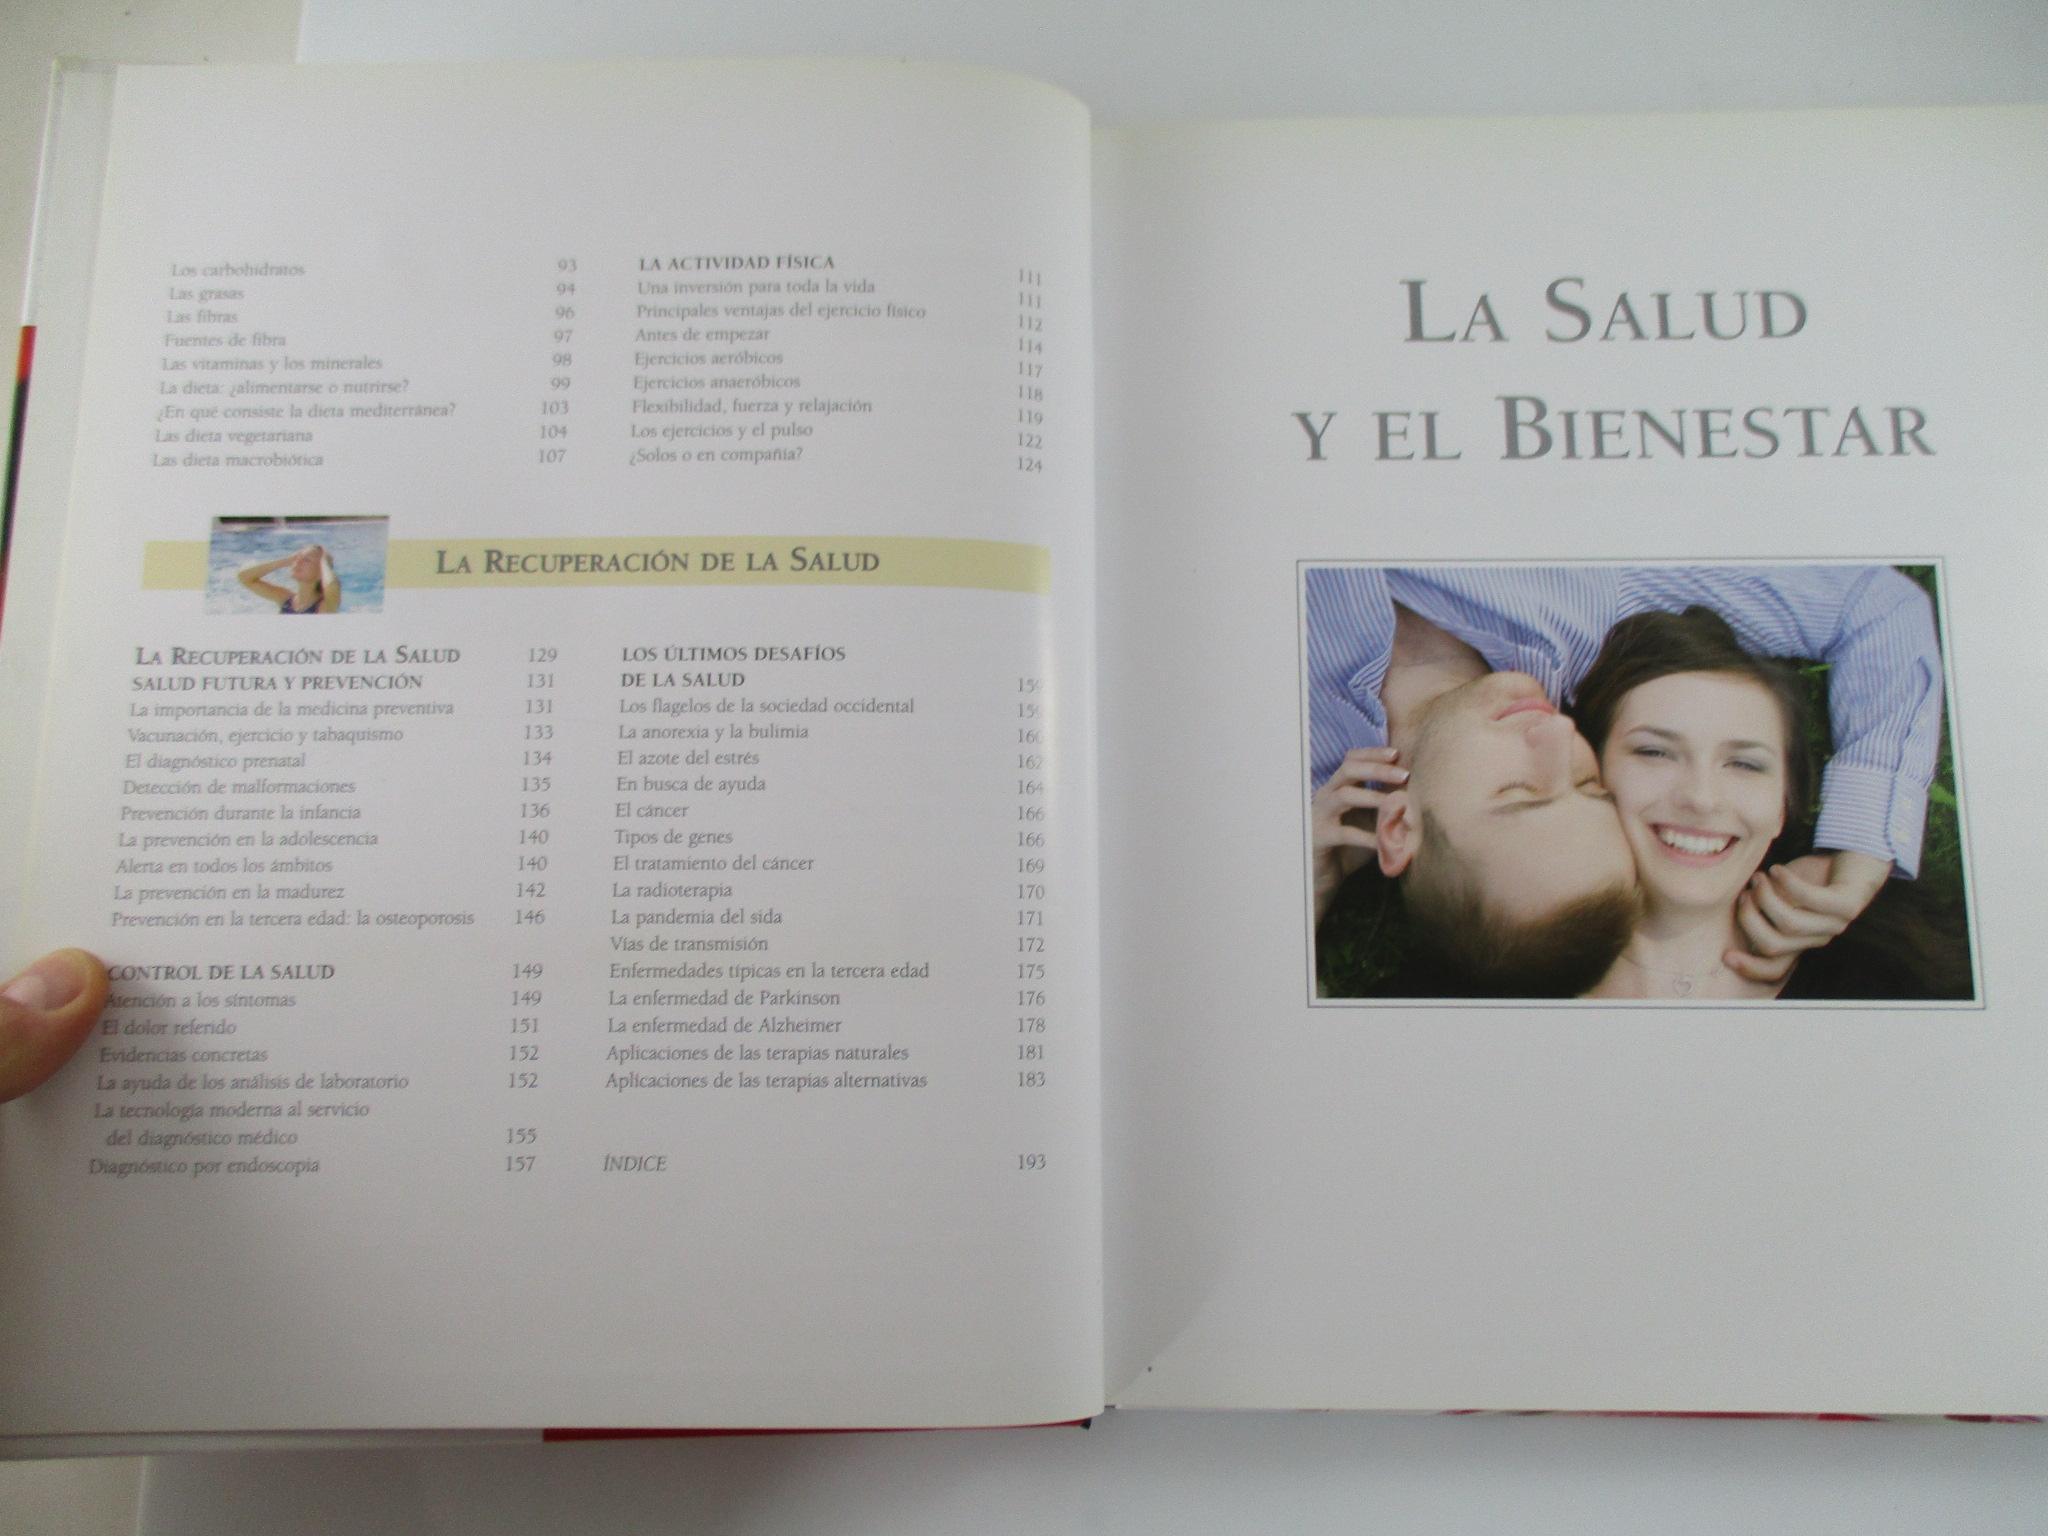 Los carbohidratos 93
Las grasas 94
Las fibras 96
Fuentes de fibra 97
Las vitaminas y los minerales 98
La dieta: ¿alimentarse o nutrirse? 99
¿En qué consiste la dieta mediterránea? 103
Las dieta vegetariana 104
Las dieta macrobiótica 107
LA ACTIVIDAD FÍSICA 111
Una inversión para toda la vida 111
Principales ventajas del ejercicio físico 112
Antes de empezar 114
Ejercicios aeróbicos 117
Ejercicios anaeróbicos 118
Flexibilidad, fuerza y relajación 119
Los ejercicios y el pulso 122
¿Solos o en compañía? 124
LA RECUPERACIÓN DE LA SALUD
LA RECUPERACIÓN DE LA SALUD 129
SALUD FUTURA Y PREVENCIÓN 131
La importancia de la medicina preventiva 131
Vacunación, ejercicio y tabaquismo 133
El diagnóstico prenatal 134
Detección de malformaciones 135
Prevención durante la infancia 136
La prevención en la adolescencia 140
Alerta en todos los ámbitos 140
La prevención en la madurez 142
Prevención en la tercera edad: la osteoporosis 146
CONTROL DE LA SALUD 149
Atención a los síntomas 149
El dolor referido 151
Evidencias concretas 152
La ayuda de los análisis de laboratorio 152
La tecnología moderna al servicio
del diagnóstico médico 155
Diagnóstico por endoscopia 157
LOS ÚLTIMOS DESAFÍOS
DE LA SALUD 159
Los flagelos de la sociedad occidental 159
La anorexia y la bulimia 160
El azote del estrés 162
En busca de ayuda 164
El cáncer 166
Tipos de genes 166
El tratamiento del cáncer 169
La radioterapia 170
La pandemia del sida 171
Vías de transmisión 172
Enfermedades típicas en la tercera edad 175
La enfermedad de Parkinson 176
La enfermedad de Alzheimer 178
Aplicaciones de las terapias naturales 181
Aplicaciones de las terapias alternativas 183
ÍNDICE 193
LA SALUD
Y EL BIENESTAR